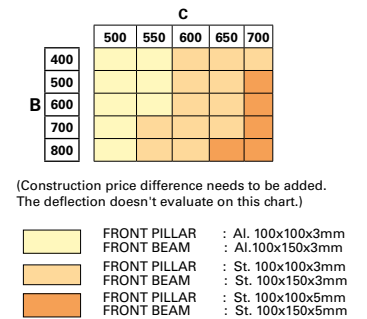 C
500 550 600 650 700
400
500
B 600
700
800
(Construction price difference needs to be added.
The deflection doesn't evaluate on this chart.)
FRONT PILLAR : Al. 100x100x3mm
FRONT BEAM : Al.100x150x3mm
FRONT PILLAR : St. 100x100x3mm
FRONT BEAM : St. 100x150x3mm
FRONT PILLAR : St. 100x100x5mm
FRONT BEAM : St. 100x150x5mm